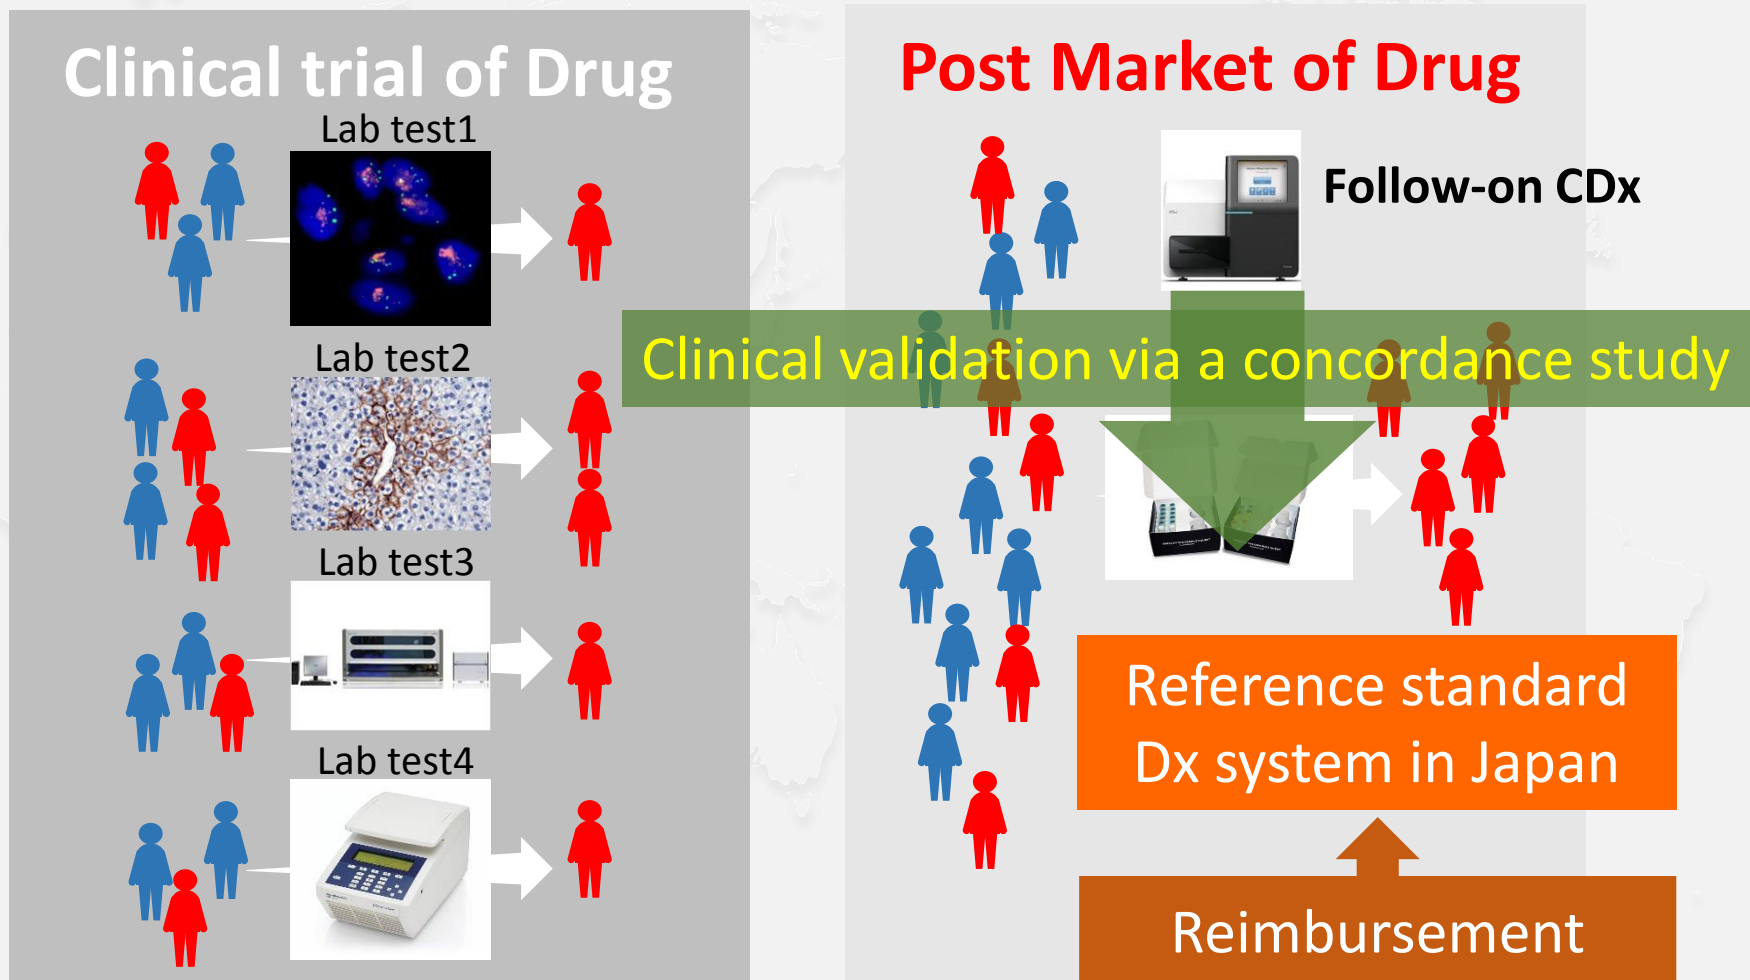 Clinical trial of Drug
Lab test1
Lab test2
Lab test3
Lab test4
Post Market of Drug
Follow-on CDx
Clinical validation via a concordance study
Reference standard
Dx system in Japan
Reimbursement